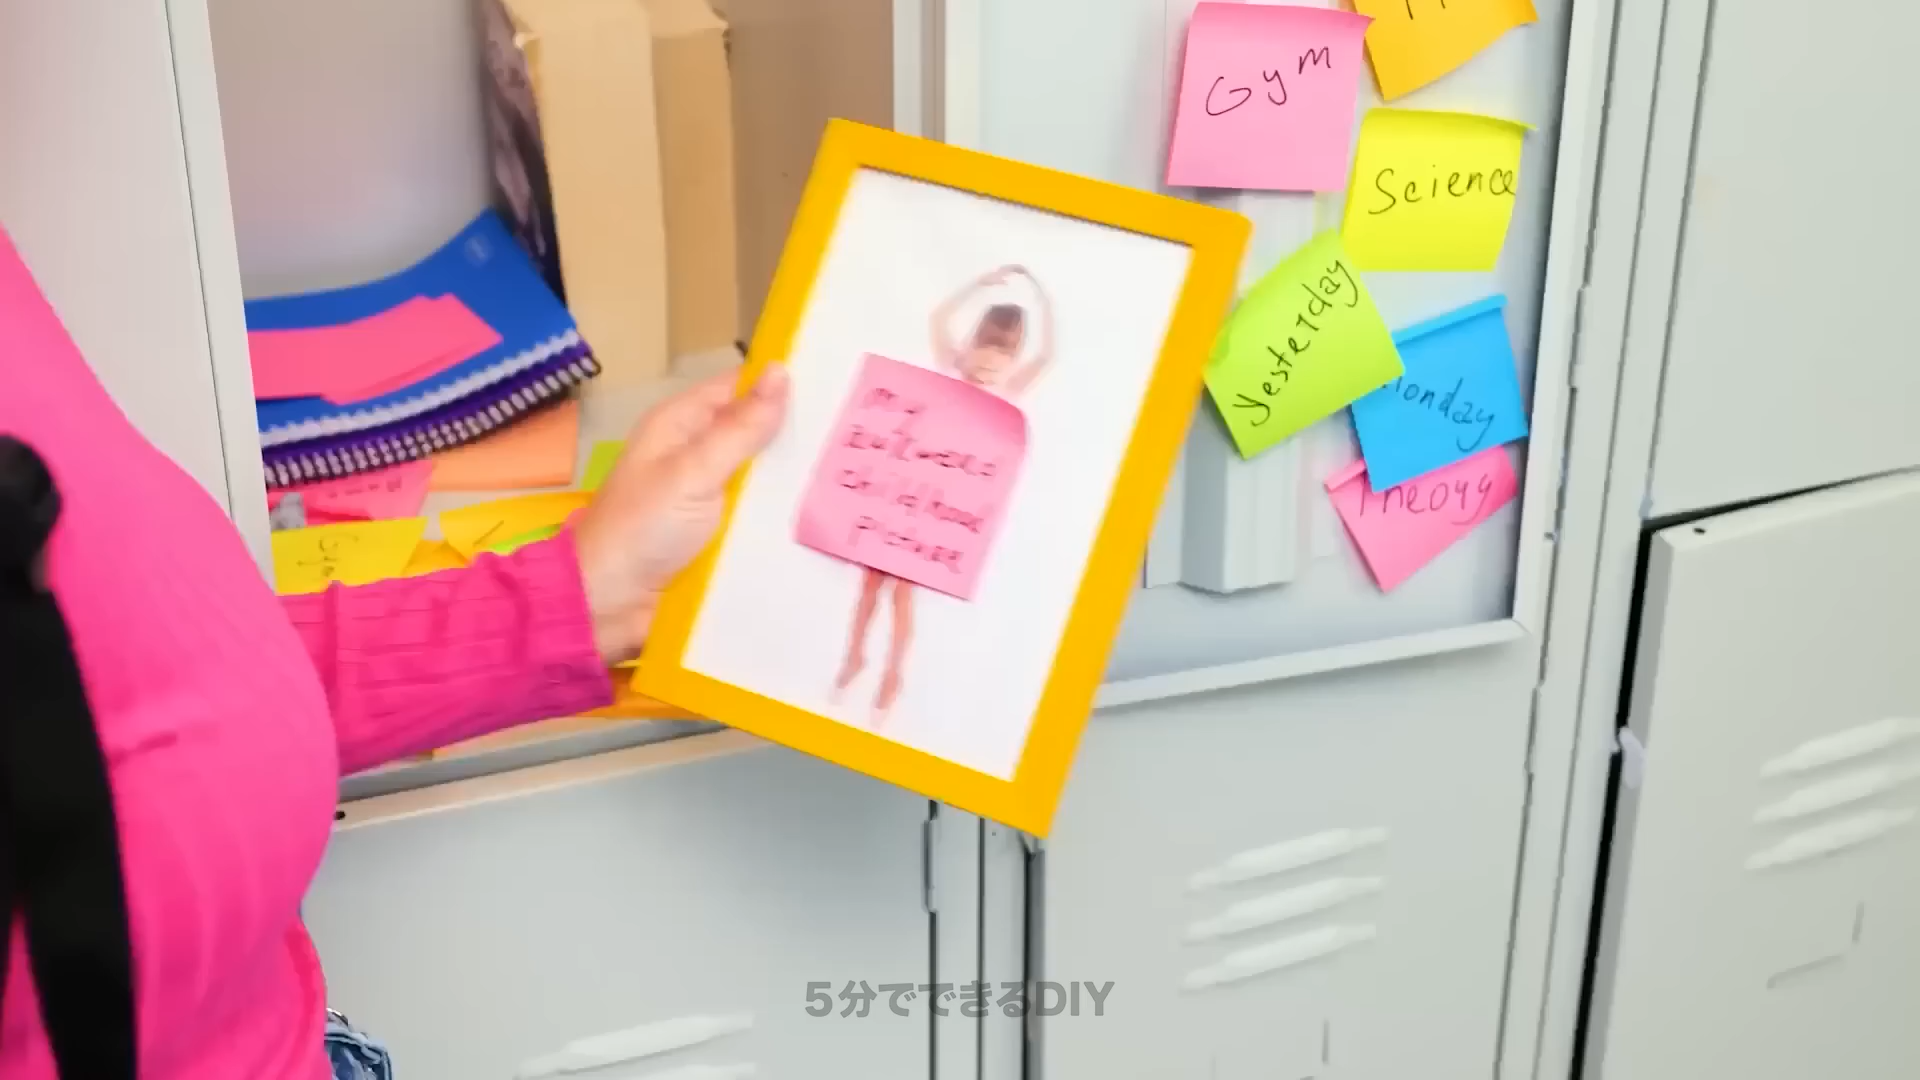 Gym
Science
Yesterday
Monday
Theory
My
childhood
picture
5分でできるDIY